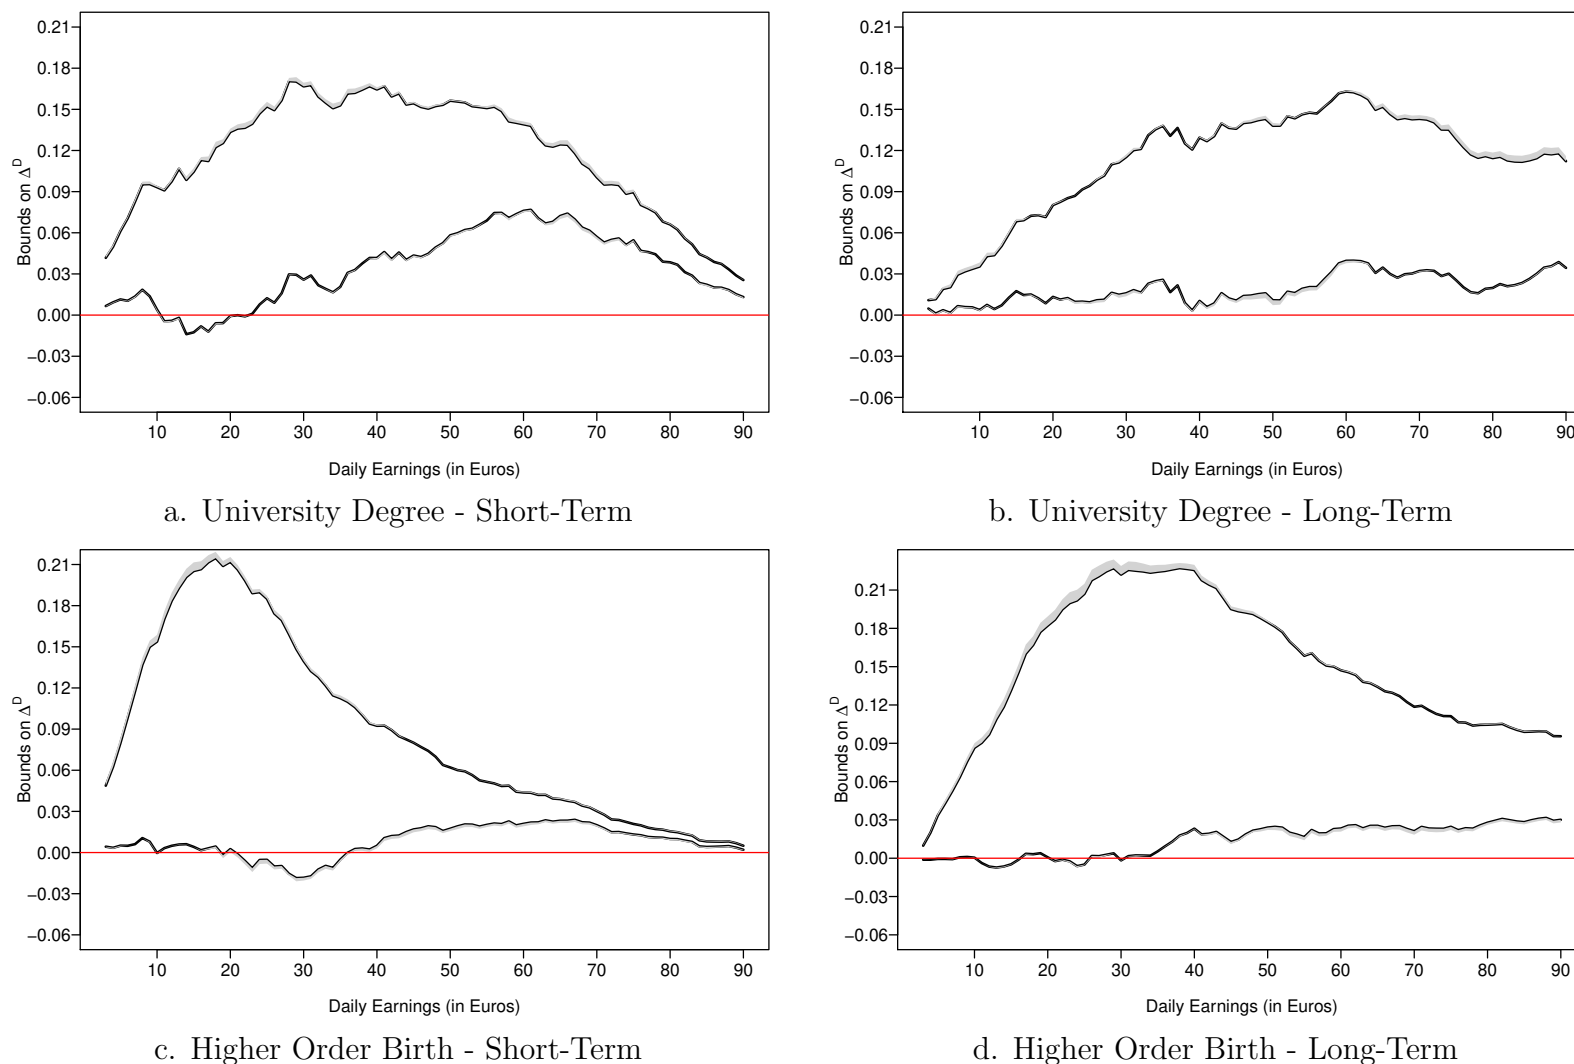 0.21
0.18
0.15
0.12
0.09
0.06
0.03
0.00
−0.03
−0.06
Bounds on Δ^D
10 20 30 40 50 60 70 80 90
Daily Earnings (in Euros)
a. University Degree - Short-Term
0.21
0.18
0.15
0.12
0.09
0.06
0.03
0.00
−0.03
−0.06
Bounds on Δ^D
10 20 30 40 50 60 70 80 90
Daily Earnings (in Euros)
b. University Degree - Long-Term
0.21
0.18
0.15
0.12
0.09
0.06
0.03
0.00
−0.03
−0.06
Bounds on Δ^D
10 20 30 40 50 60 70 80 90
Daily Earnings (in Euros)
c. Higher Order Birth - Short-Term
0.21
0.18
0.15
0.12
0.09
0.06
0.03
0.00
−0.03
−0.06
Bounds on Δ^D
10 20 30 40 50 60 70 80 90
Daily Earnings (in Euros)
d. Higher Order Birth - Long-Term